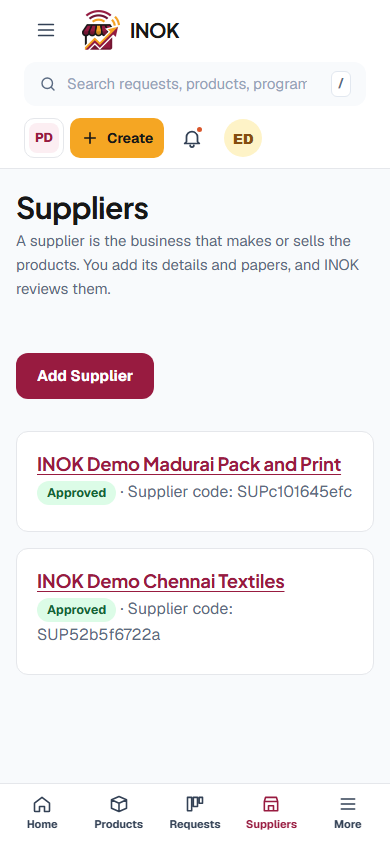 INOK
Search requests, products, program
/
PD
Create
ED
Suppliers
A supplier is the business that makes or sells the
products. You add its details and papers, and INOK
reviews them.
Add Supplier
INOK Demo Madurai Pack and Print
Approved · Supplier code: SUPc101645efc
INOK Demo Chennai Textiles
Approved · Supplier code:
SUP52b5f6722a
Home Products Requests Suppliers More